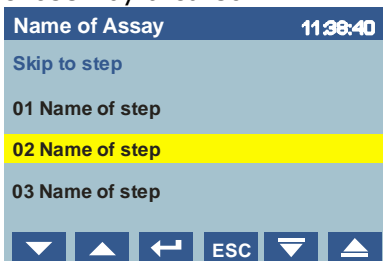 Name of Assay 11:38:40
Skip to step
01 Name of step
02 Name of step
03 Name of step
ESC